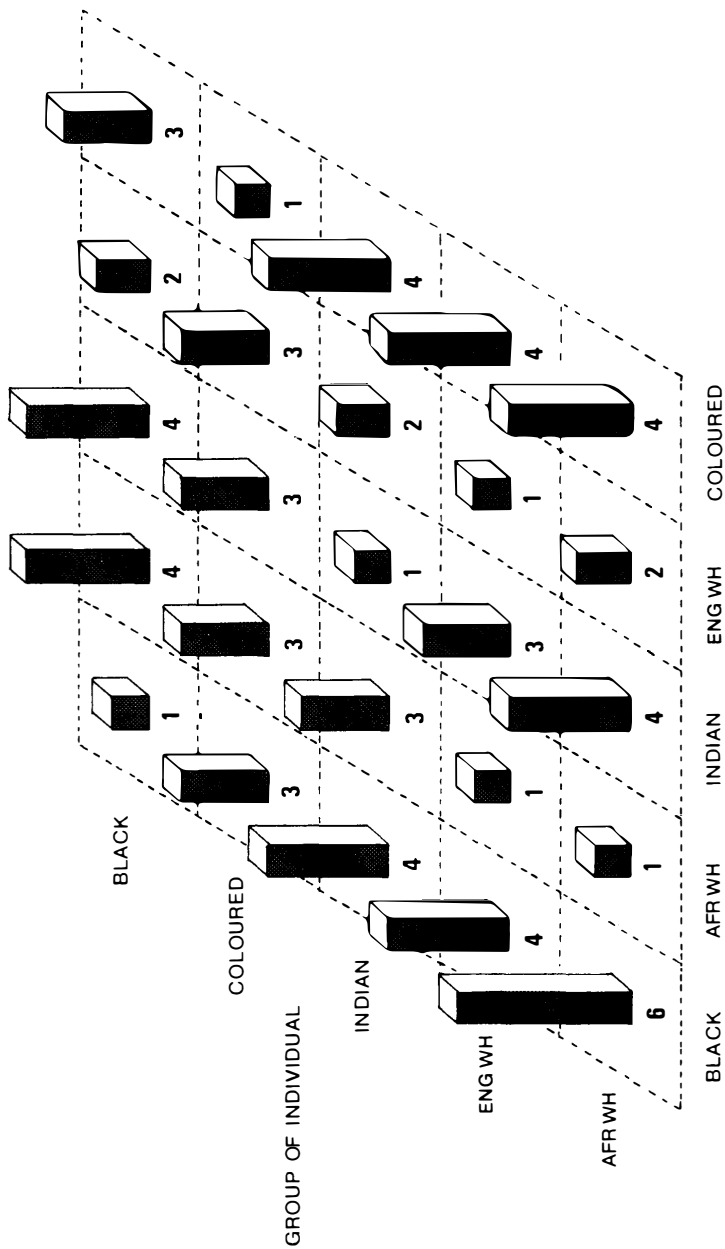 BLACK
1 4 4 2 3
COLOURED
3 3 3 3 1
GROUP OF INDIVIDUAL
INDIAN
4 3 1 2 4
ENG WH
4 1 3 1 4
AFR WH
6 1 4 2 4
BLACK AFR WH INDIAN ENG WH COLOURED